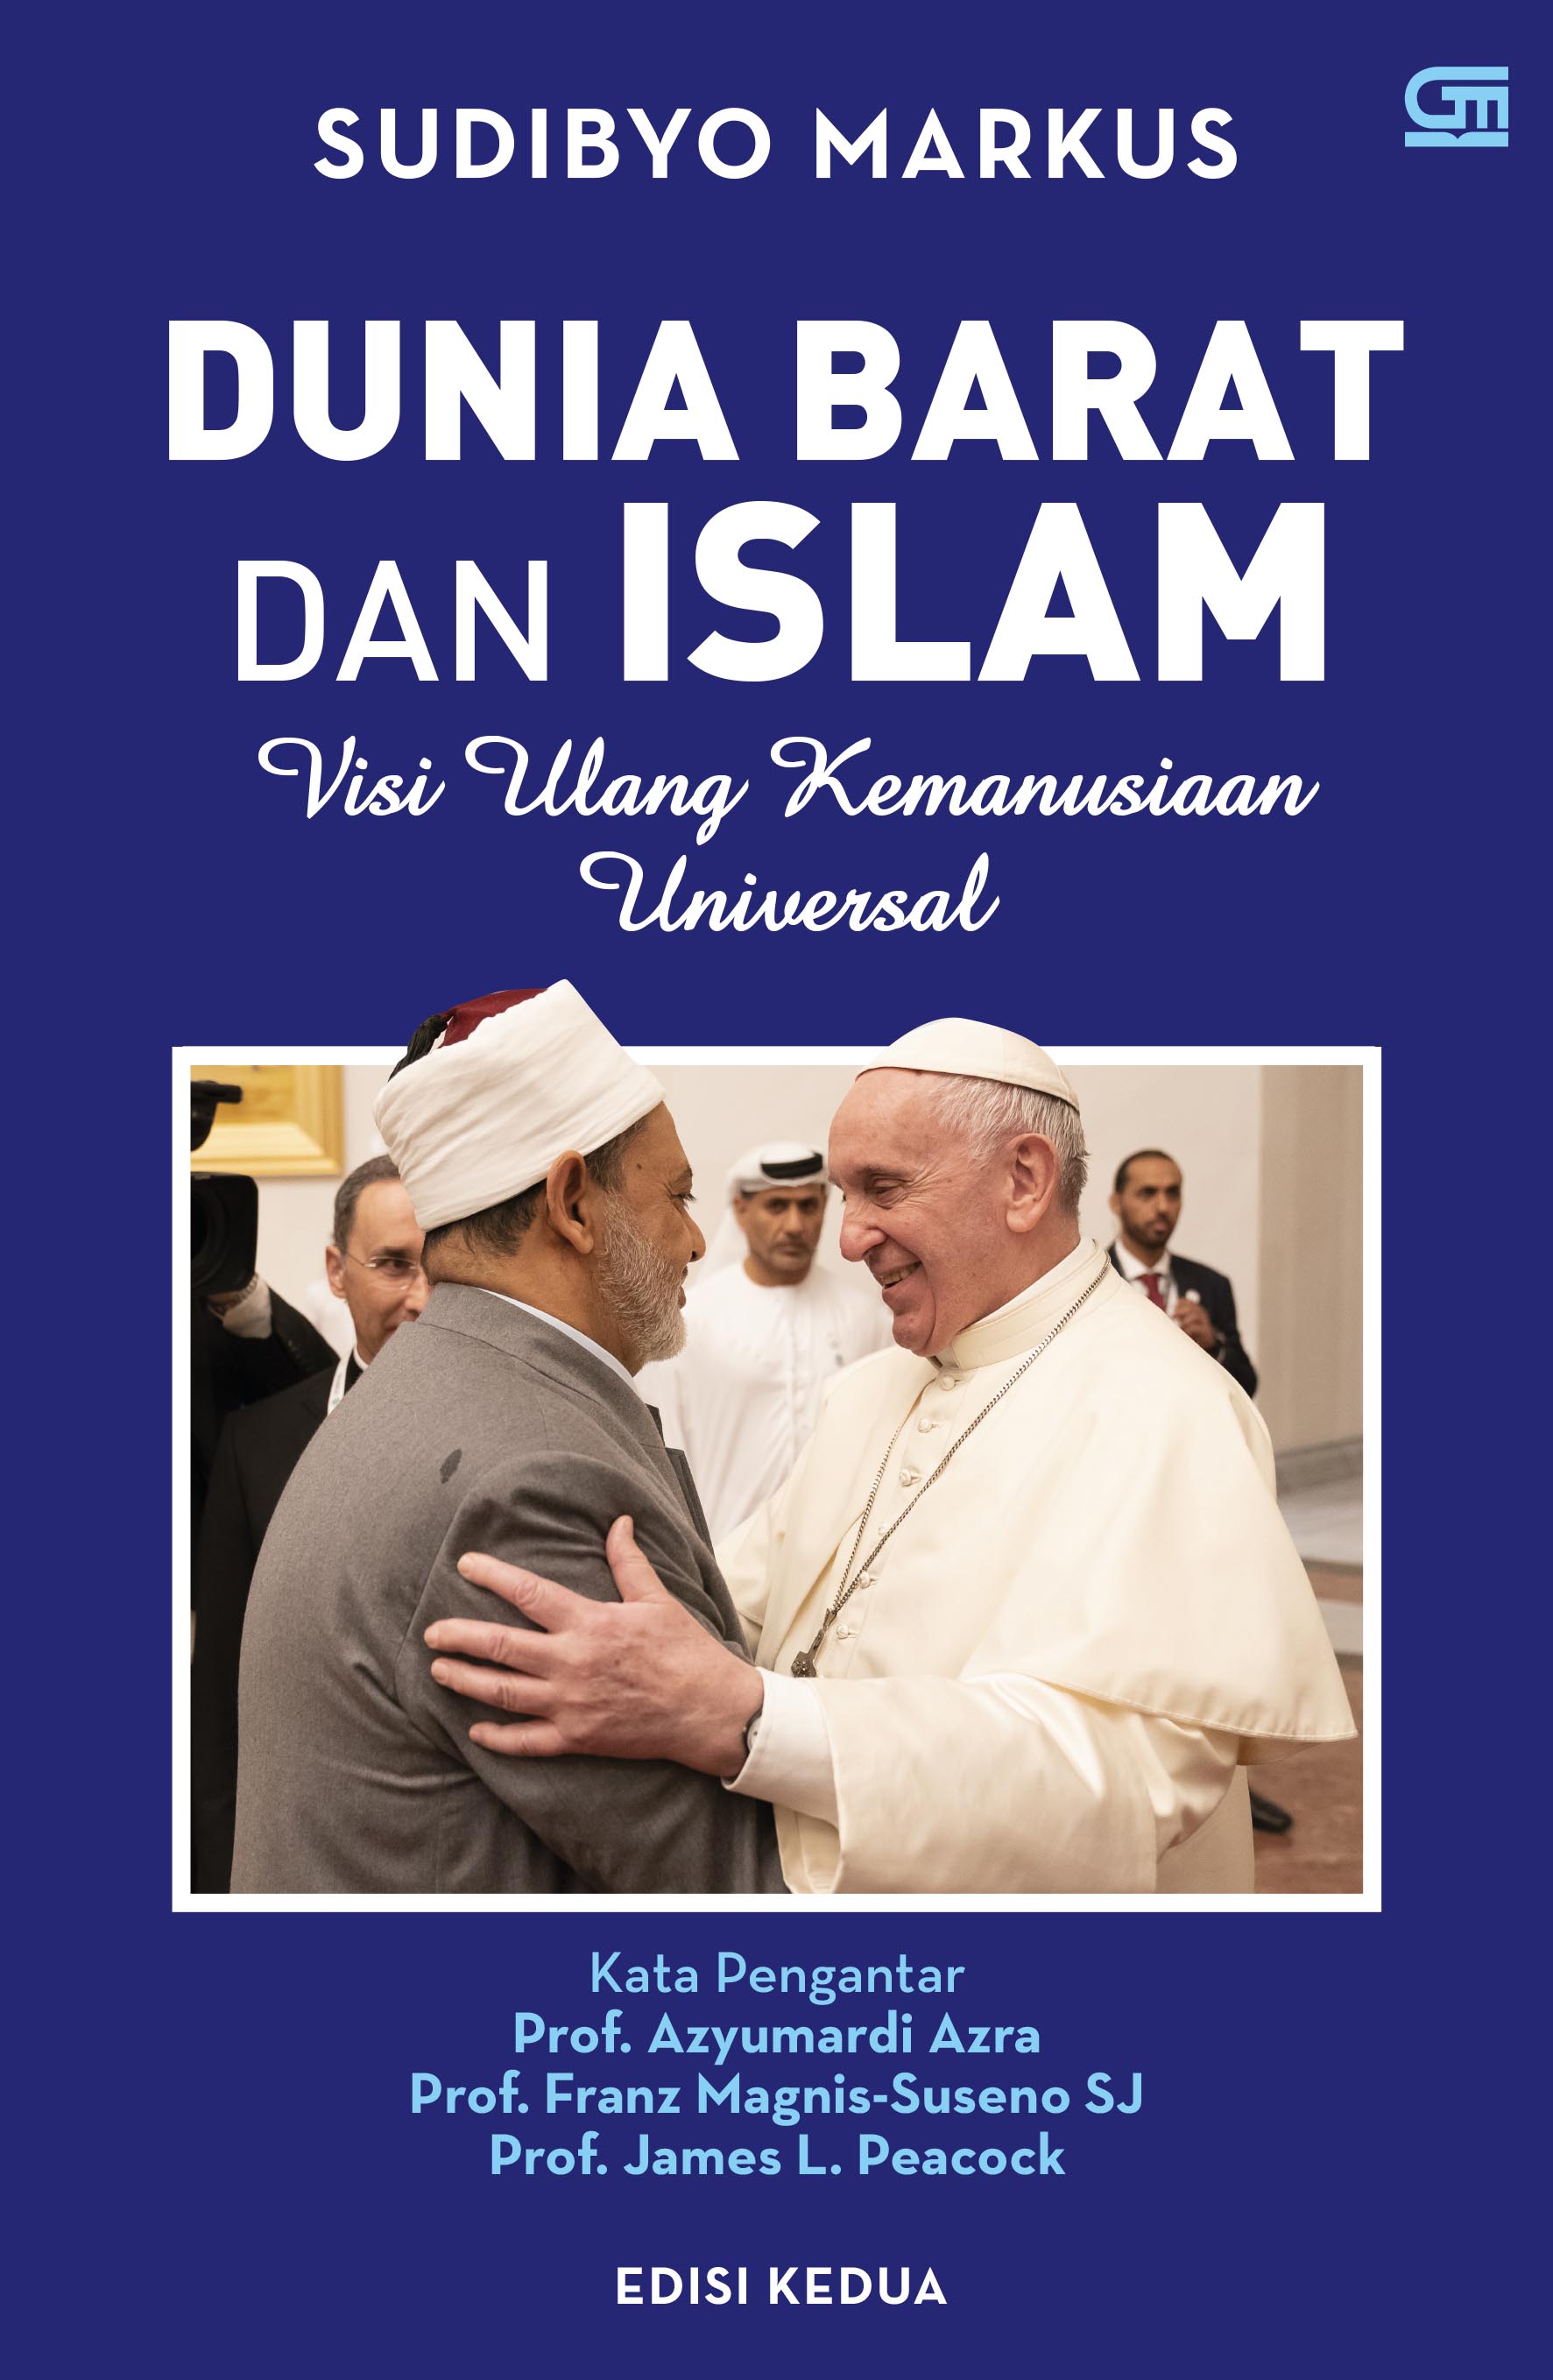 SUDIBYO MARKUS
GM
DUNIA BARAT
DAN ISLAM
Visi Ulang Kemanusiaan
Universal
Kata Pengantar
Prof. Azyumardi Azra
Prof. Franz Magnis-Suseno SJ
Prof. James L. Peacock
EDISI KEDUA